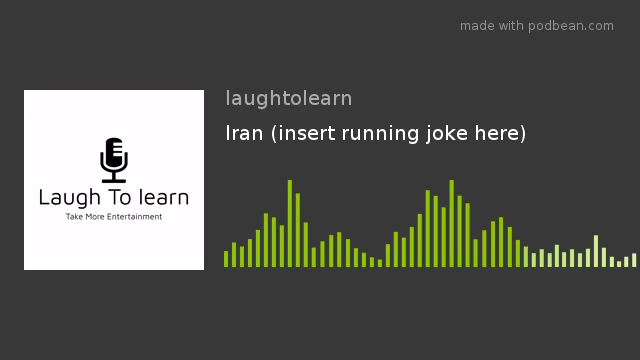 made with podbean.com
laughtolearn
Iran (insert running joke here)
Laugh To learn
Take More Entertainment